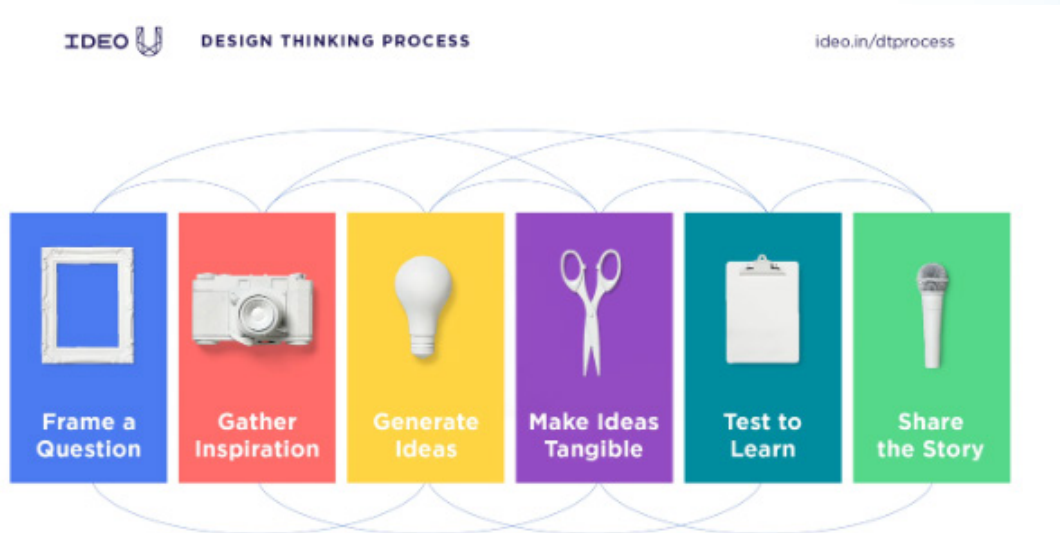 IDEO U DESIGN THINKING PROCESS ideo.in/dtprocess
Frame a
Question
Gather
Inspiration
Generate
Ideas
Make Ideas
Tangible
Test to
Learn
Share
the Story